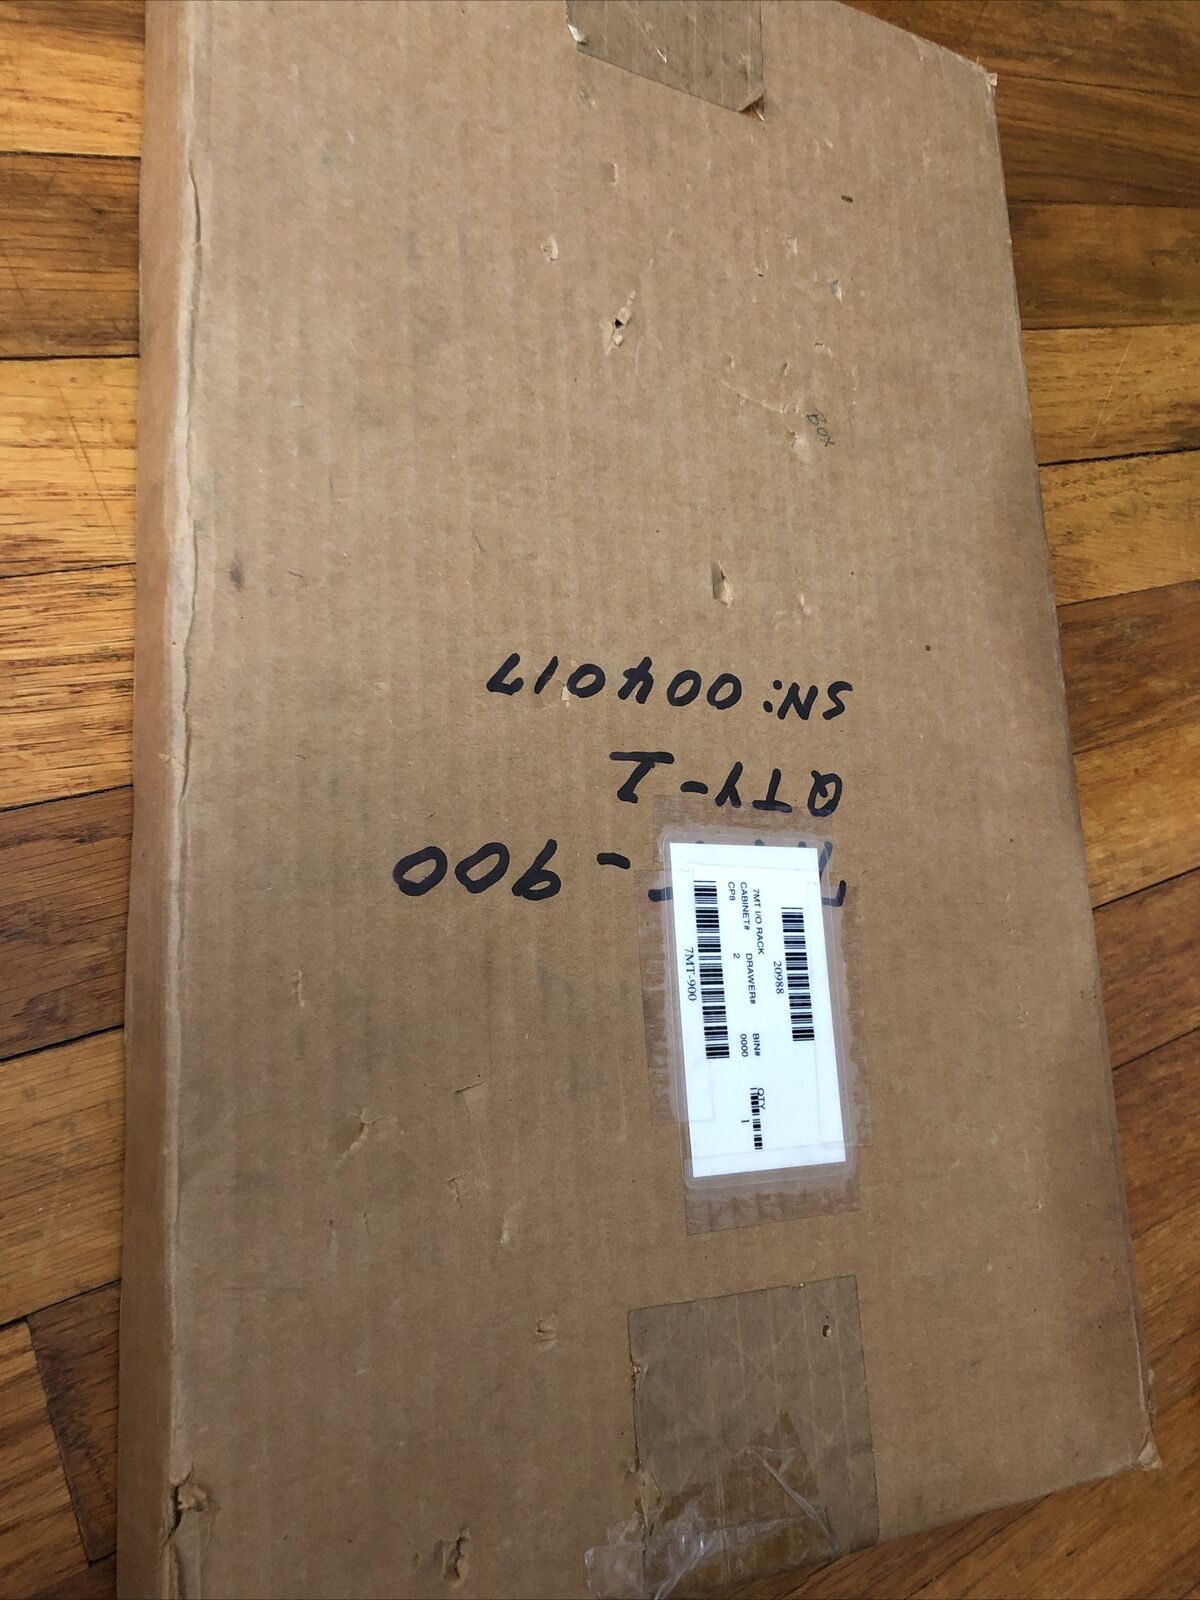 - 900
QTY-1
SN: 004017
20988
7MT I/O RACK
CABINET# DRAWER# BIN# QTY
CP8 2 0000 1
7MT-900
BOX